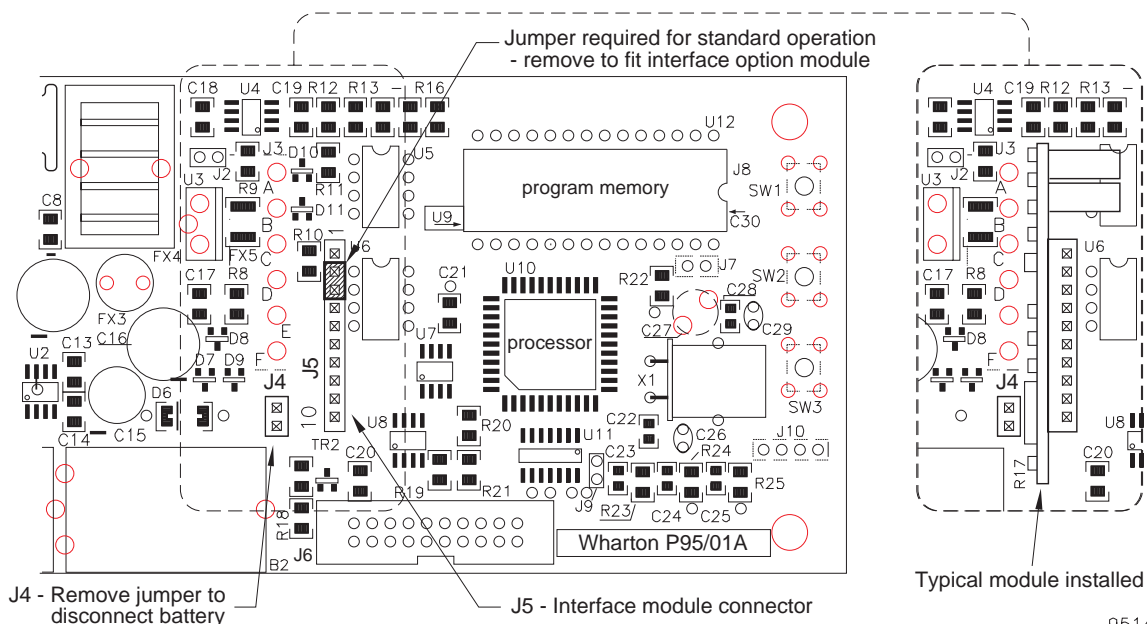 Jumper required for standard operation
- remove to fit interface option module
C18
U4
C19 R12 R13
R16
U12
J3
D10
U5
J2
U3
R9
A
R11
J8
program memory
SW1
C8
B
D11
U9
C30
R10
1
U6
FX4
FX5
C
J7
SW2
C17
R8
D
C21
U10
R22
C28
FX3
C16
E
D8
U7
processor
C27
C29
C13
U2
F
D7
D9
J4
J5
X1
D6
10
SW3
C14
C15
U8
R20
C22
C26
TR2
U11
R24
J10
C20
C23
R19
R21
J9
R25
R18
R23
C24
C25
J6
Wharton P95/01A
B2
J4 - Remove jumper to
disconnect battery
J5 - Interface module connector
U4
C19 R12 R13
U3
J2
U3
A
B
U6
C
C17
R8
D
D8
F
J4
U8
R17
C20
Typical module installed